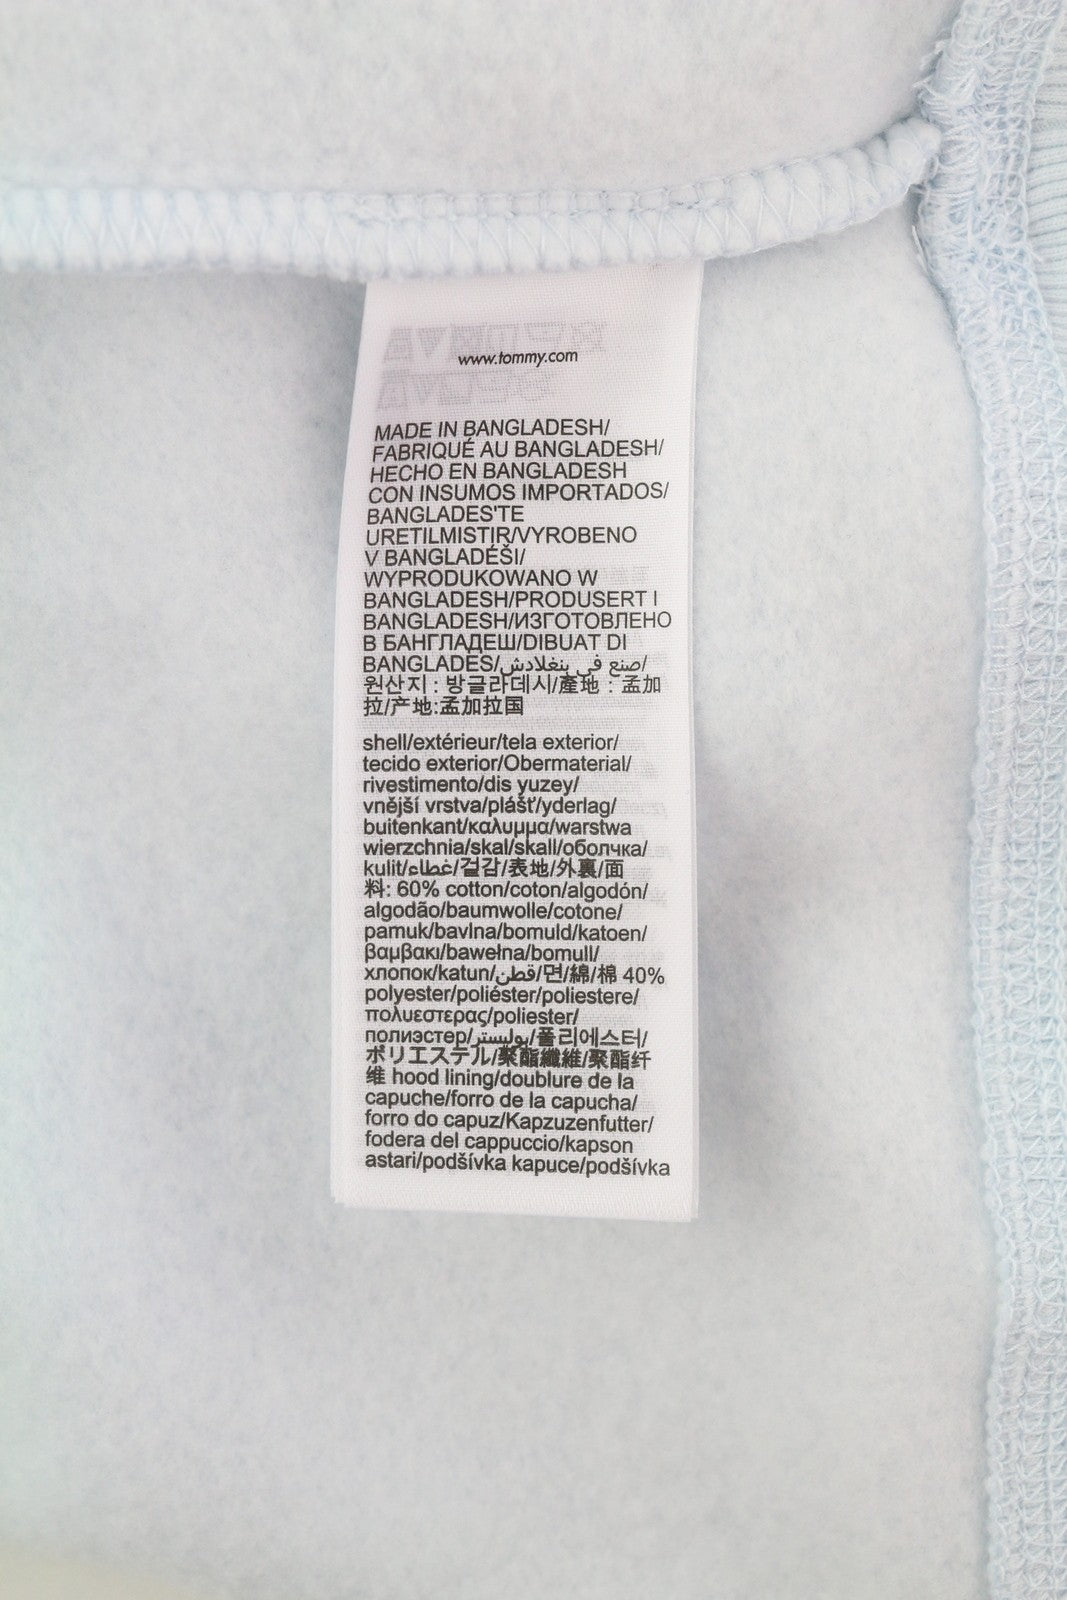 www.tommy.com
MADE IN BANGLADESH/
FABRIQUÉ AU BANGLADESH/
HECHO EN BANGLADESH
CON INSUMOS IMPORTADOS/
BANGLADES'TE
URETILMISTIR/VYROBENO
V BANGLADÉŠI/
WYPRODUKOWANO W
BANGLADESH/PRODUSERT I
BANGLADESH/ИЗГОТОВЛЕНО
В БАНГЛАДЕШ/DIBUAT DI
BANGLADES/صنع في بنغلادش/
원산지 : 방글라데시/產地 : 孟加
拉/产地:孟加拉国
shell/extérieur/tela exterior/
tecido exterior/Obermaterial/
rivestimento/dis yuzey/
vnější vrstva/plášť/yderlag/
buitenkant/καλυμμα/warstwa
wierzchnia/skal/skall/оболчка/
kulit/غطاء/겉감/表地/外裏/面
料: 60% cotton/coton/algodón/
algodão/baumwolle/cotone/
pamuk/bavlna/bomuld/katoen/
βαμβακι/bawełna/bomull/
хлопок/katun/قطن/면/綿/棉 40%
polyester/poliéster/poliestere/
πολυεστερας/poliester/
полиэстер/بوليستر/폴리에스터/
ポリエステル/聚酯纖維/聚酯纤
维 hood lining/doublure de la
capuche/forro de la capucha/
forro do capuz/Kapzuzenfutter/
fodera del cappuccio/kapson
astari/podšívka kapuce/podšívka